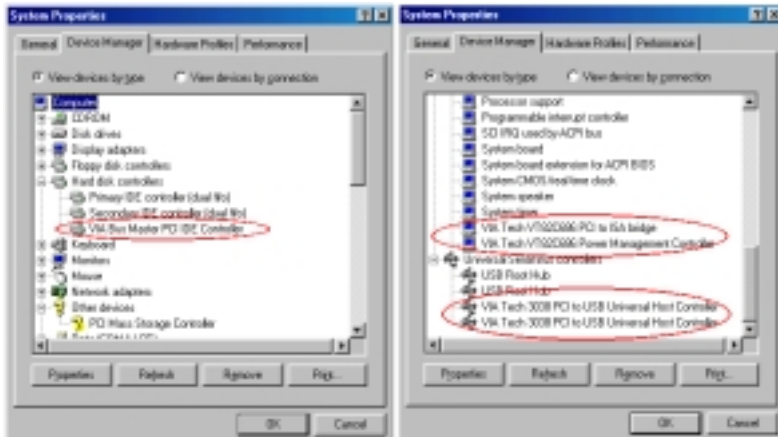 System Properties
General Device Manager Hardware Profiles Performance
View devices by type View devices by connection
Computer
CDROM
Disk drives
Display adapters
Floppy disk controllers
Hard disk controllers
Primary IDE controller (dual fifo)
Secondary IDE controller (dual fifo)
VIA Bus Master PCI IDE Controller
Keyboard
Monitors
Mouse
Network adapters
Other devices
PCI Mass Storage Controller
Ports (COM & LPT)
Properties Refresh Remove Print...
OK Cancel
System Properties
General Device Manager Hardware Profiles Performance
View devices by type View devices by connection
Processor support
Programmable interrupt controller
SCI IRQ used by ACPI bus
System board
System board extension for ACPI BIOS
System CMOS/real time clock
System speaker
System timer
VIA Tech VT82C686 PCI to ISA bridge
VIA Tech VT82C686 Power Management Controller
Universal serial bus controllers
USB Root Hub
USB Root Hub
VIA Tech 3038 PCI to USB Universal Host Controller
VIA Tech 3038 PCI to USB Universal Host Controller
Properties Refresh Remove Print...
OK Cancel